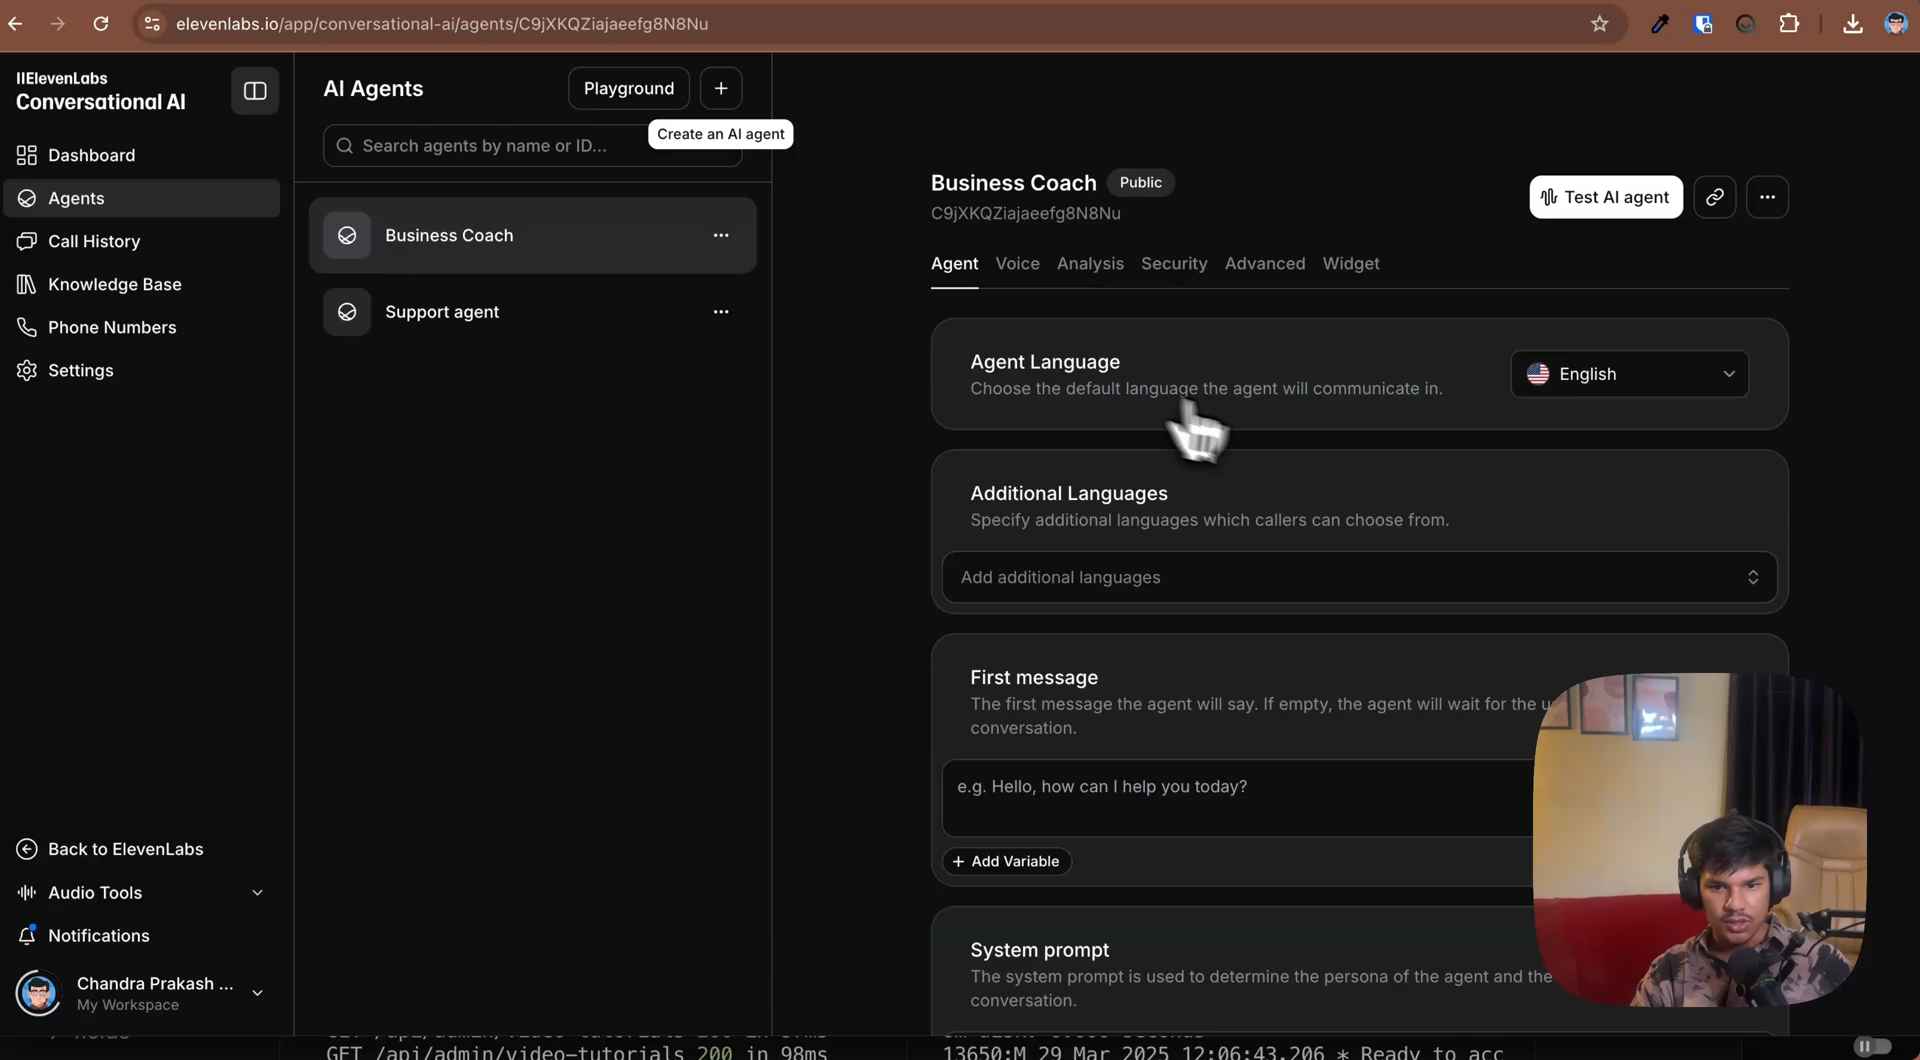 elevenlabs.io/app/conversational-ai/agents/C9jXKQZiajaeefg8N8Nu
IIElevenLabs
Conversational AI
Dashboard
Agents
Call History
Knowledge Base
Phone Numbers
Settings
Back to ElevenLabs
Audio Tools
Notifications
Chandra Prakash ...
My Workspace
AI Agents
Playground
+
Create an AI agent
Search agents by name or ID...
Business Coach
Support agent
Business Coach
Public
C9jXKQZiajaeefg8N8Nu
Test AI agent
Agent Voice Analysis Security Advanced Widget
Agent Language
Choose the default language the agent will communicate in.
English
Additional Languages
Specify additional languages which callers can choose from.
Add additional languages
First message
The first message the agent will say. If empty, the agent will wait for the u
conversation.
e.g. Hello, how can I help you today?
+ Add Variable
System prompt
The system prompt is used to determine the persona of the agent and the
conversation.
GET /api/admin/video-tutorials 200 in 98ms
13650:M 29 Mar 2025 12:06:43.206 * Ready to acc